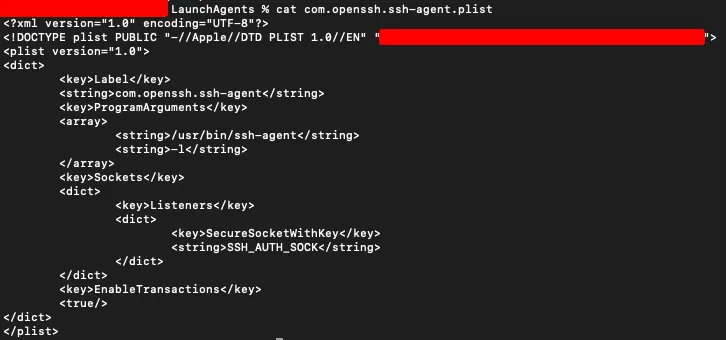 LaunchAgents % cat com.openssh.ssh-agent.plist
<?xml version="1.0" encoding="UTF-8"?>
<!DOCTYPE plist PUBLIC "-//Apple//DTD PLIST 1.0//EN" "">
<plist version="1.0">
<dict>
        <key>Label</key>
        <string>com.openssh.ssh-agent</string>
        <key>ProgramArguments</key>
        <array>
                <string>/usr/bin/ssh-agent</string>
                <string>-l</string>
        </array>
        <key>Sockets</key>
        <dict>
                <key>Listeners</key>
                <dict>
                        <key>SecureSocketWithKey</key>
                        <string>SSH_AUTH_SOCK</string>
                </dict>
        </dict>
        <key>EnableTransactions</key>
        <true/>
</dict>
</plist>